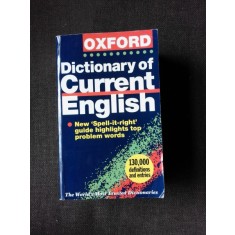 OXFORD
Dictionary of
Current
English
• New 'Spell-it-right'
guide highlights top
problem words
130,000
definitions
and entries
The World's Most Trusted Dictionaries